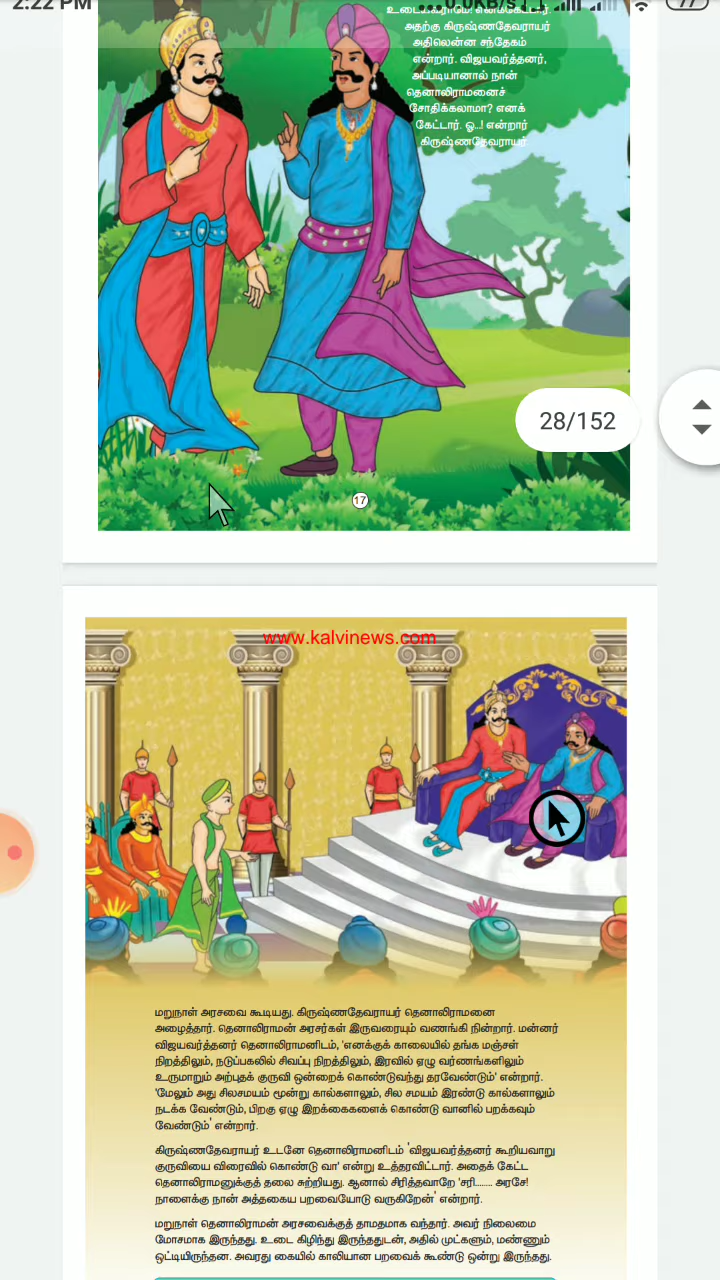 2:22 PM
0.0KB/s
77
அதற்கு கிருஷ்ணதேவராயர்
அதிலென்ன சந்தேகம்
என்றார். விஜயவர்த்தனர்,
அப்படியானால் நான்
தெனாலிராமனைச்
சோதிக்கலாமா? எனக்
கேட்டார். ஓ...! என்றார்
கிருஷ்ணதேவராயர்
28/152
17
www.kalvinews.com
மறுநாள் அரசவை கூடியது. கிருஷ்ணதேவராயர் தெனாலிராமனை
அழைத்தார். தெனாலிராமன் அரசர்கள் இருவரையும் வணங்கி நின்றார். மன்னர்
விஜயவர்த்தனர் தெனாலிராமனிடம், 'எனக்குக் காலையில் தங்க மஞ்சள்
நிறத்திலும், நடுப்பகலில் சிவப்பு நிறத்திலும், இரவில் ஏழு வர்ணங்களிலும்
உருமாறும் அற்புதக் குருவி ஒன்றைக் கொண்டுவந்து தரவேண்டும்' என்றார்.
'மேலும் அது சிலசமயம் மூன்று கால்களாலும், சில சமயம் இரண்டு கால்களாலும்
நடக்க வேண்டும், பிறகு ஏழு இறக்கைகளைக் கொண்டு வானில் பறக்கவும்
வேண்டும்' என்றார்.
கிருஷ்ணதேவராயர் உடனே தெனாலிராமனிடம் 'விஜயவர்த்தனர் கூறியவாறு
குருவியை விரைவில் கொண்டு வா' என்று உத்தரவிட்டார். அதைக் கேட்ட
தெனாலிராமனுக்குத் தலை சுற்றியது. ஆனால் சிரித்தவாறே 'சரி....... அரசே!
நாளைக்கு நான் அத்தகைய பறவையோடு வருகிறேன்' என்றார்.
மறுநாள் தெனாலிராமன் அரசவைக்குத் தாமதமாக வந்தார். அவர் நிலைமை
மோசமாக இருந்தது. உடை கிழிந்து இருந்ததுடன், அதில் முட்களும், மண்ணும்
ஒட்டியிருந்தன. அவரது கையில் காலியான பறவைக் கூண்டு ஒன்று இருந்தது.